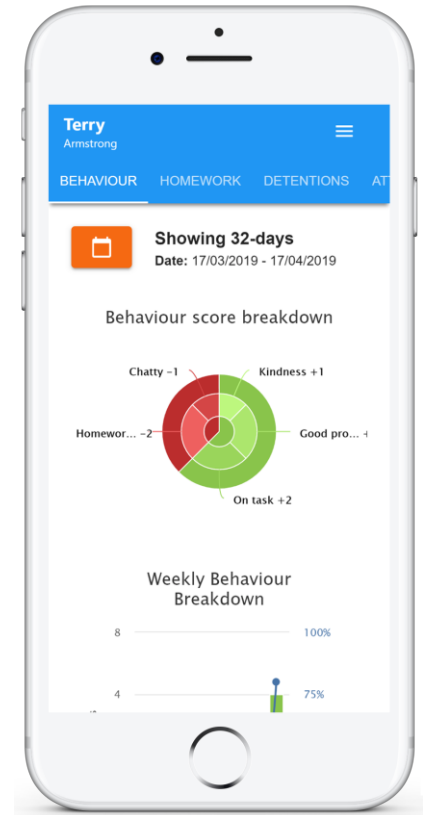 Terry
Armstrong
BEHAVIOUR HOMEWORK DETENTIONS AT
Showing 32-days
Date: 17/03/2019 - 17/04/2019
Behaviour score breakdown
Chatty -1
Kindness +1
Homewor... -2
Good pro... +
On task +2
Weekly Behaviour
Breakdown
8 100%
4 75%